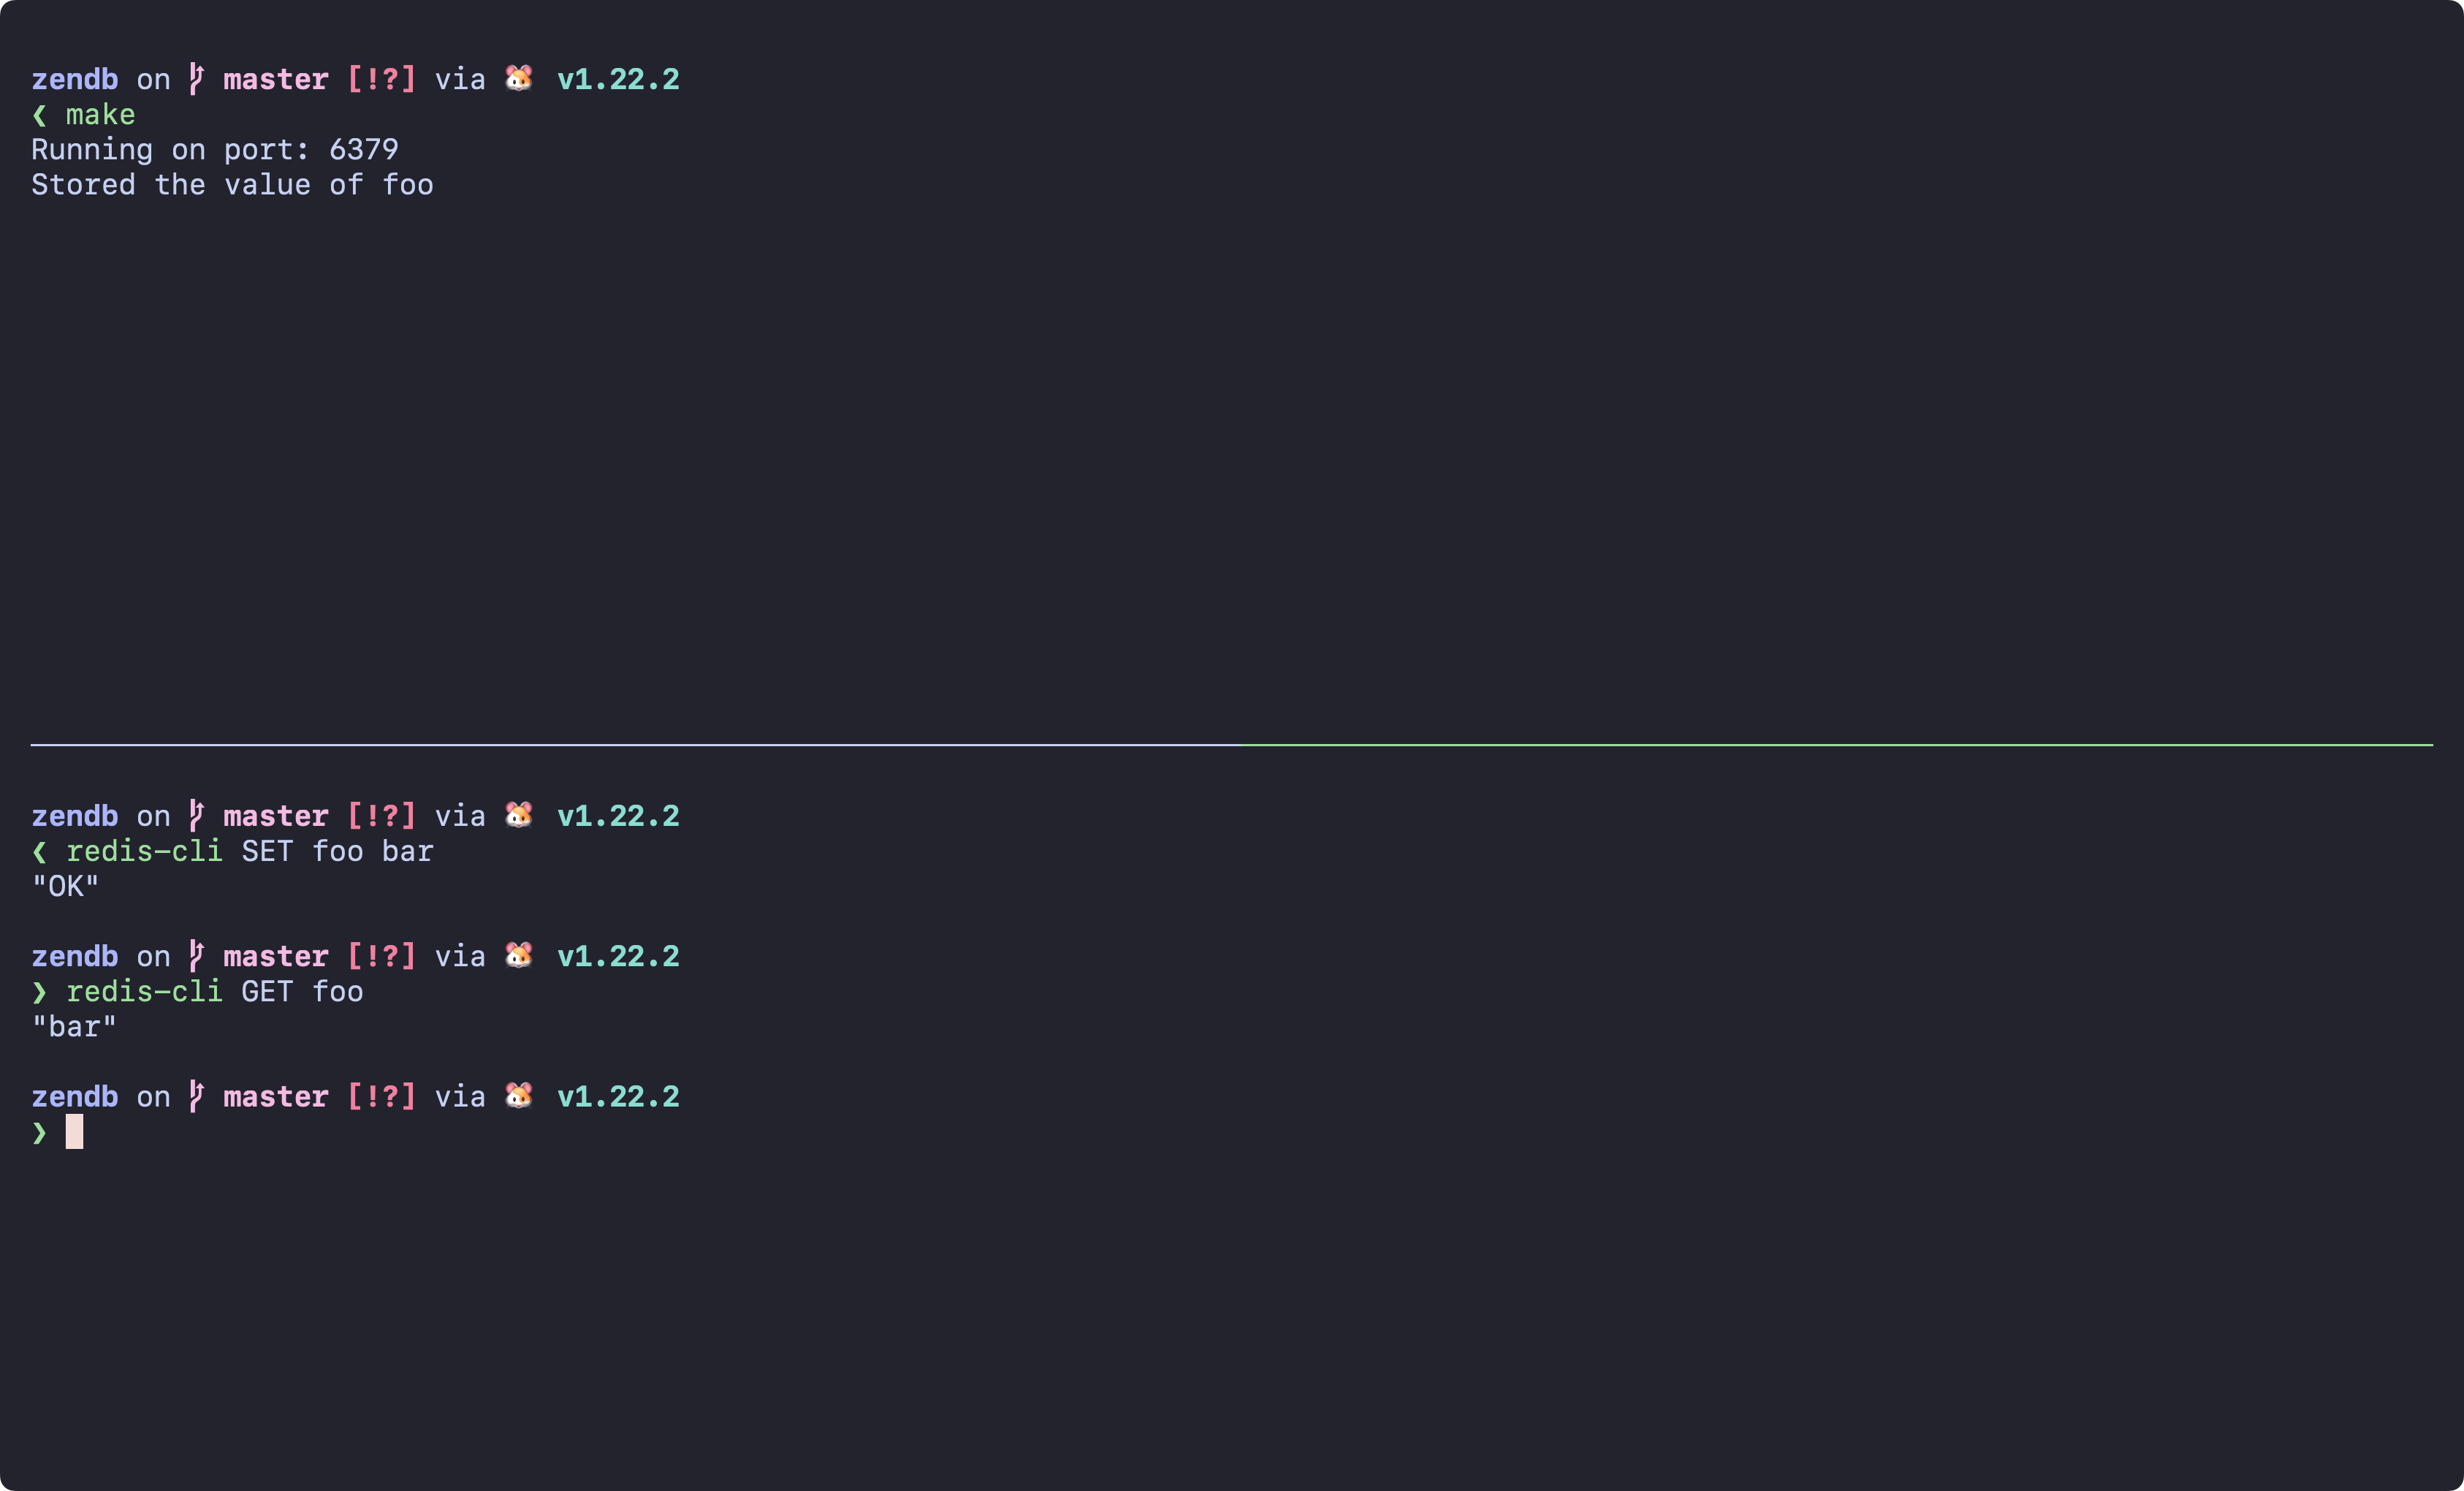 zendb on master [!?] via 🐹 v1.22.2
❮ make
Running on port: 6379
Stored the value of foo
zendb on master [!?] via 🐹 v1.22.2
❮ redis-cli SET foo bar
"OK"
zendb on master [!?] via 🐹 v1.22.2
❯ redis-cli GET foo
"bar"
zendb on master [!?] via 🐹 v1.22.2
❯